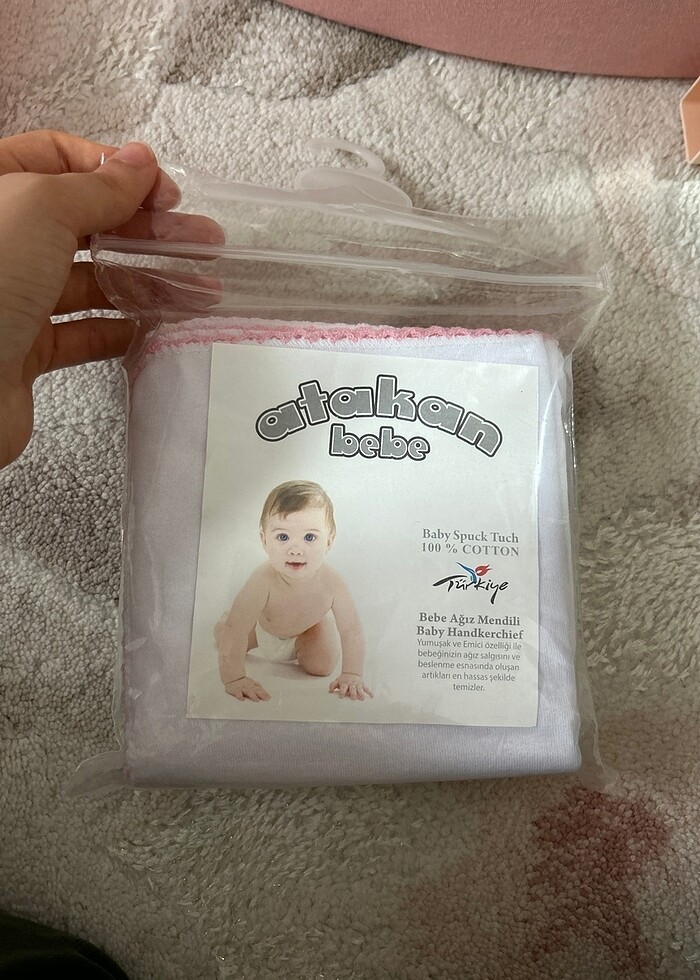 atakan
bebe
Baby Spuck Tuch
100 % COTTON
Türkiye
Bebe Ağız Mendili
Baby Handkerchief
Yumuşak ve Emici özelliği ile
bebeğinizin ağız salgısını ve
beslenme esnasında oluşan
artıkları en hassas şekilde
temizler.